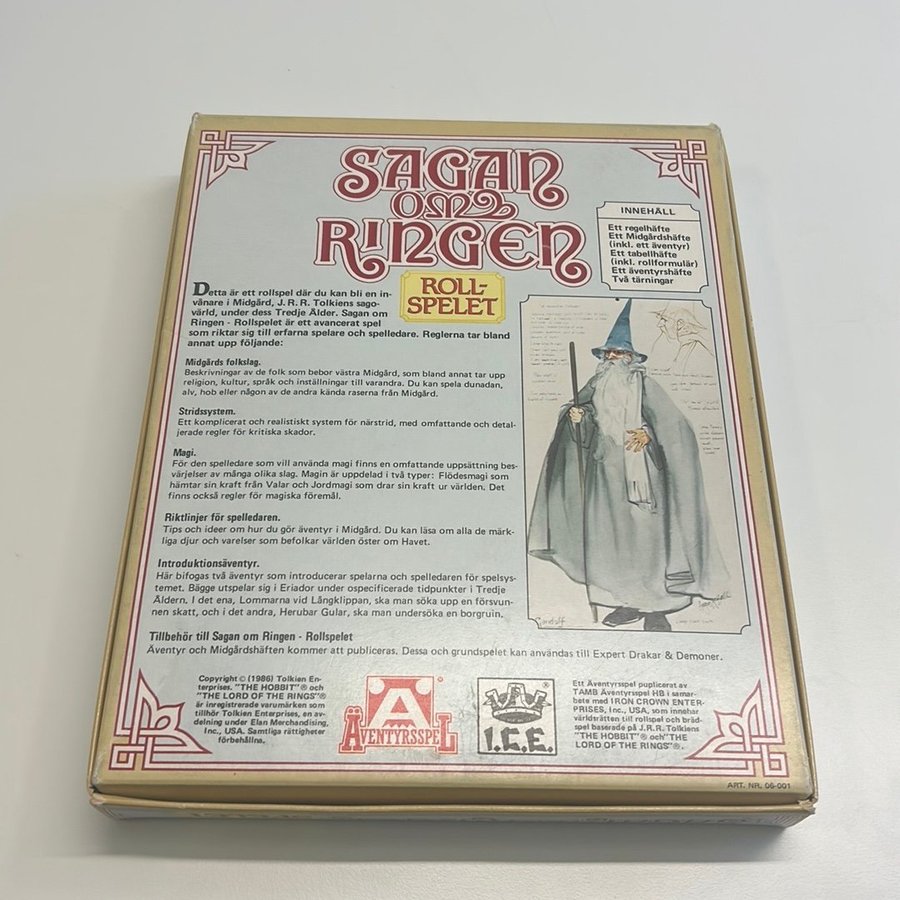 SAGAN
OM
RINGEN
ROLL-
SPELET
INNEHÅLL
Ett regelhäfte
Ett Midgårdshäfte
(inkl. ett äventyr)
Ett tabellhäfte
(inkl. rollformulär)
Ett äventyrshäfte
Två tärningar
Detta är ett rollspel där du kan bli en in-
vånare i Midgård, J. R. R. Tolkiens sago-
värld, under dess Tredje Ålder. Sagan om
Ringen - Rollspelet är ett avancerat spel
som riktar sig till erfarna spelare och spelledare. Reglerna tar bland
annat upp följande:
Midgårds folkslag.
Beskrivningar av de folk som bebor västra Midgård, som bland annat tar upp
religion, kultur, språk och inställningar till varandra. Du kan spela dunadan,
alv, hob eller någon av de andra kända raserna från Midgård.
Stridssystem.
Ett komplicerat och realistiskt system för närstrid, med omfattande och detal-
jerade regler för kritiska skador.
Magi.
För den spelledare som vill använda magi finns en omfattande uppsättning bes-
värjelser av många olika slag. Magin är uppdelad i två typer: Flödesmagi som
hämtar sin kraft från Valar och Jordmagi som drar sin kraft ur världen. Det
finns också regler för magiska föremål.
Riktlinjer för spelledaren.
Tips och ideer om hur du gör äventyr i Midgård. Du kan läsa om alla de märk-
liga djur och varelser som befolkar världen öster om Havet.
Introduktionsäventyr.
Här bifogas två äventyr som introducerar spelarna och spelledaren för spelsys-
temet. Bägge utspelar sig i Eriador under ospecificerade tidpunkter i Tredje
Åldern. I det ena, Lommarna vid Långklippan, ska man söka upp en försvun-
nen skatt, och i det andra, Herubar Gular, ska man undersöka en borgruin.
Tillbehör till Sagan om Ringen - Rollspelet
Äventyr och Midgårdshäften kommer att publiceras. Dessa och grundspelet kan användas till Expert Drakar & Demoner.
Gandalf
Copyright © (1986) Tolkien En-
terprises. "THE HOBBIT"® och
"THE LORD OF THE RINGS"®
är inregistrerade varumärken som
tillhör Tolkien Enterprises, en av-
delning under Elan Merchandising,
Inc., USA. Samtliga rättigheter
förbehållna.
A
ÄVENTYRSSPEL
®
I.C.E.
Ett Äventyrsspel puplicerat av
TAMB Äventyrsspel HB i samar-
bete med IRON CROWN ENTER-
PRISES, Inc., USA, som innehar
världsrätten till rollspel och bräd-
spel baserade på J.R.R. Tolkiens
"THE HOBBIT"® och "THE
LORD OF THE RINGS"®.
ART. NR. 06-001